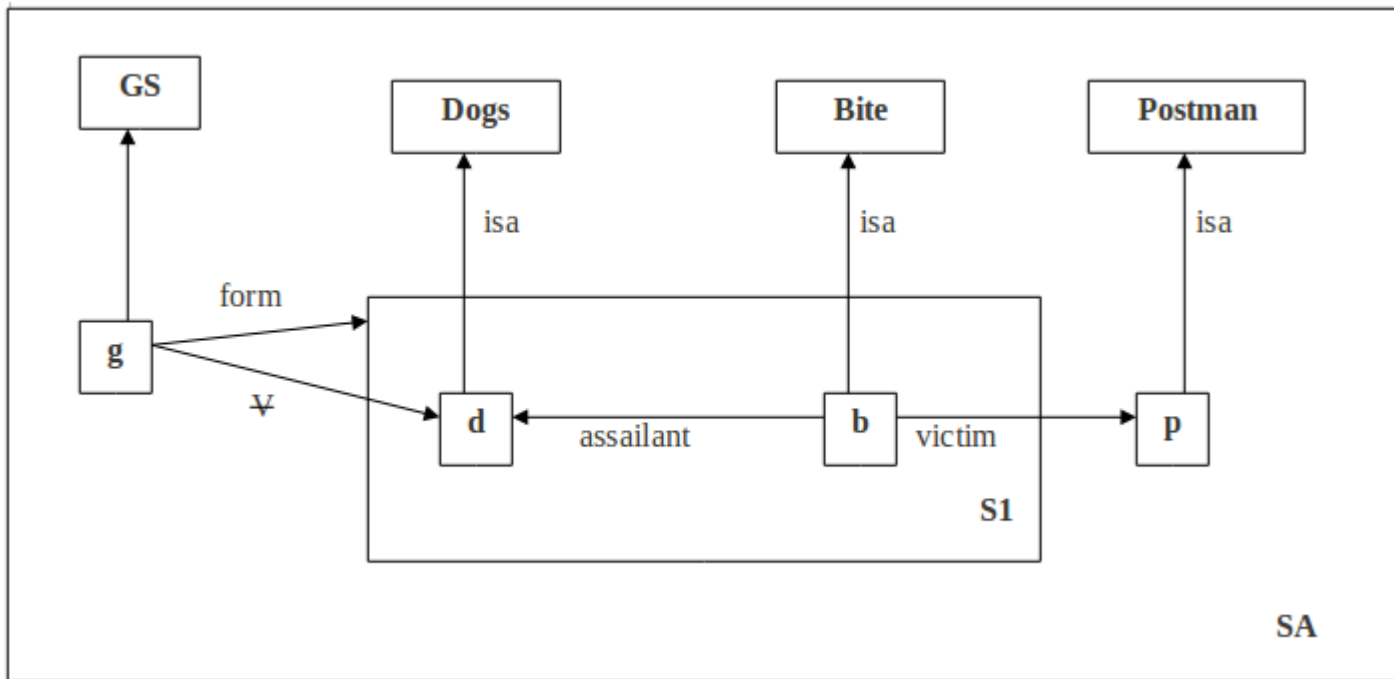 GS
Dogs
Bite
Postman
isa
isa
isa
form
g
∀
d
assailant
b
victim
p
S1
SA